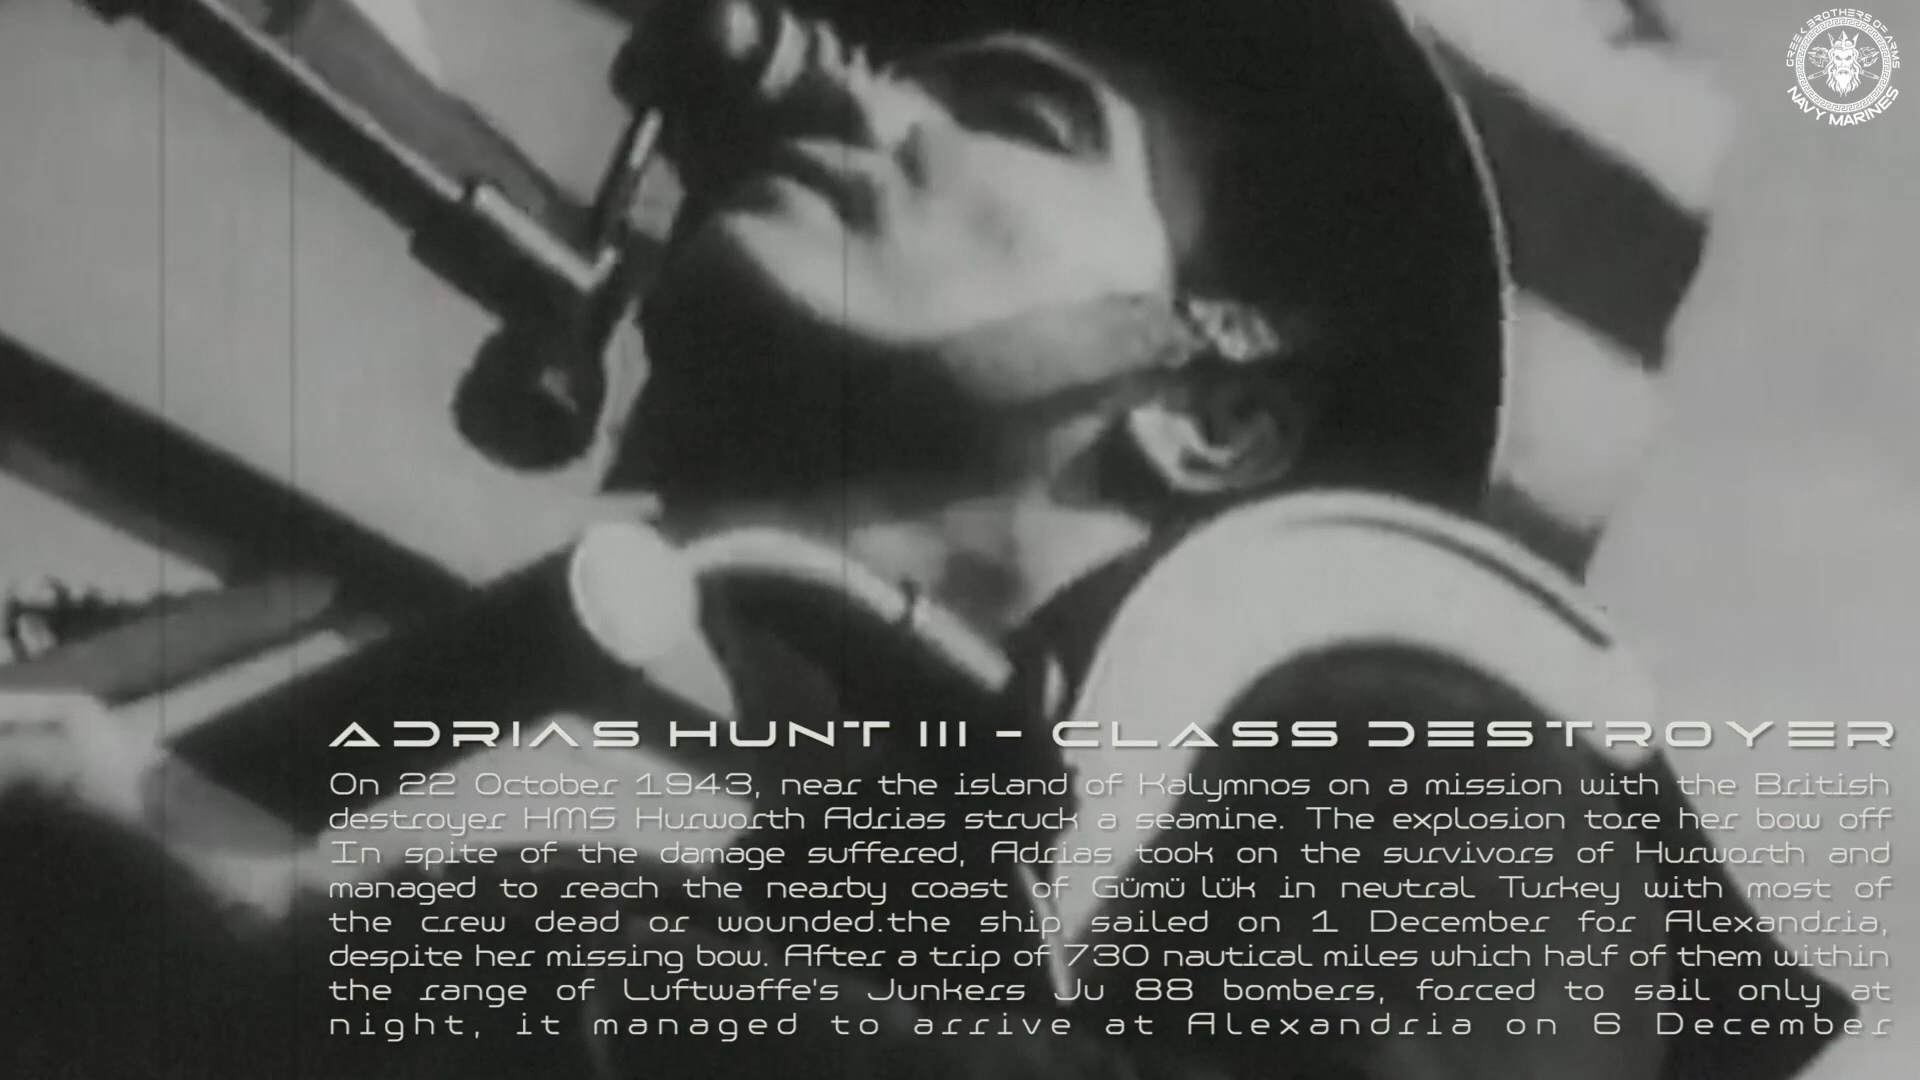 GREEK BROTHERS OF ARMS
NAVY MARINES
ADRIAS HUNT III - CLASS DESTROYER
On 22 October 1943, near the island of Kalymnos on a mission with the British
destroyer HMS Hurworth Adrias struck a seamine. The explosion tore her bow off
In spite of the damage suffered, Adrias took on the survivors of Hurworth and
managed to reach the nearby coast of Gümü lük in neutral Turkey with most of
the crew dead or wounded.the ship sailed on 1 December for Alexandria,
despite her missing bow. After a trip of 730 nautical miles which half of them within
the range of Luftwaffe's Junkers Ju 88 bombers, forced to sail only at
night, it managed to arrive at Alexandria on 6 December